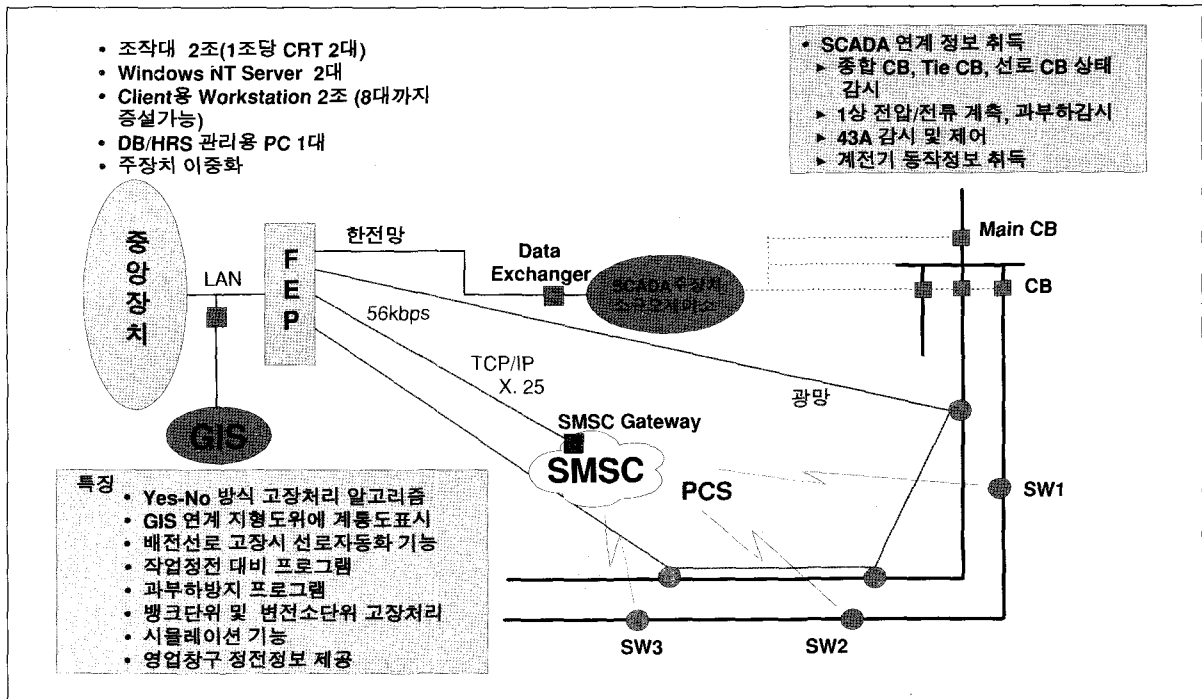 • 조작대 2조(1조당 CRT 2대)
• Windows NT Server 2대
• Client용 Workstation 2조 (8대까지
증설가능)
• DB/HRS 관리용 PC 1대
• 주장치 이중화
• SCADA 연계 정보 취득
▶ 종합 CB, Tie CB, 선로 CB 상태
감시
▶ 1상 전압/전류 계측, 과부하감시
▶ 43A 감시 및 제어
▶ 계전기 동작정보 취득
중앙장치
LAN
FEP
한전망
Data
Exchanger
SCADA주장치
Main CB
CB
56kbps
TCP/IP
X. 25
광망
SMSC Gateway
SMSC
PCS
GIS
SW1
SW2
SW3
특징
• Yes-No 방식 고장처리 알고리즘
• GIS 연계 지형도위에 계통도표시
• 배전선로 고장시 선로자동화 기능
• 작업정전 대비 프로그램
• 과부하방지 프로그램
• 뱅크단위 및 변전소단위 고장처리
• 시뮬레이션 기능
• 영업창구 정전정보 제공